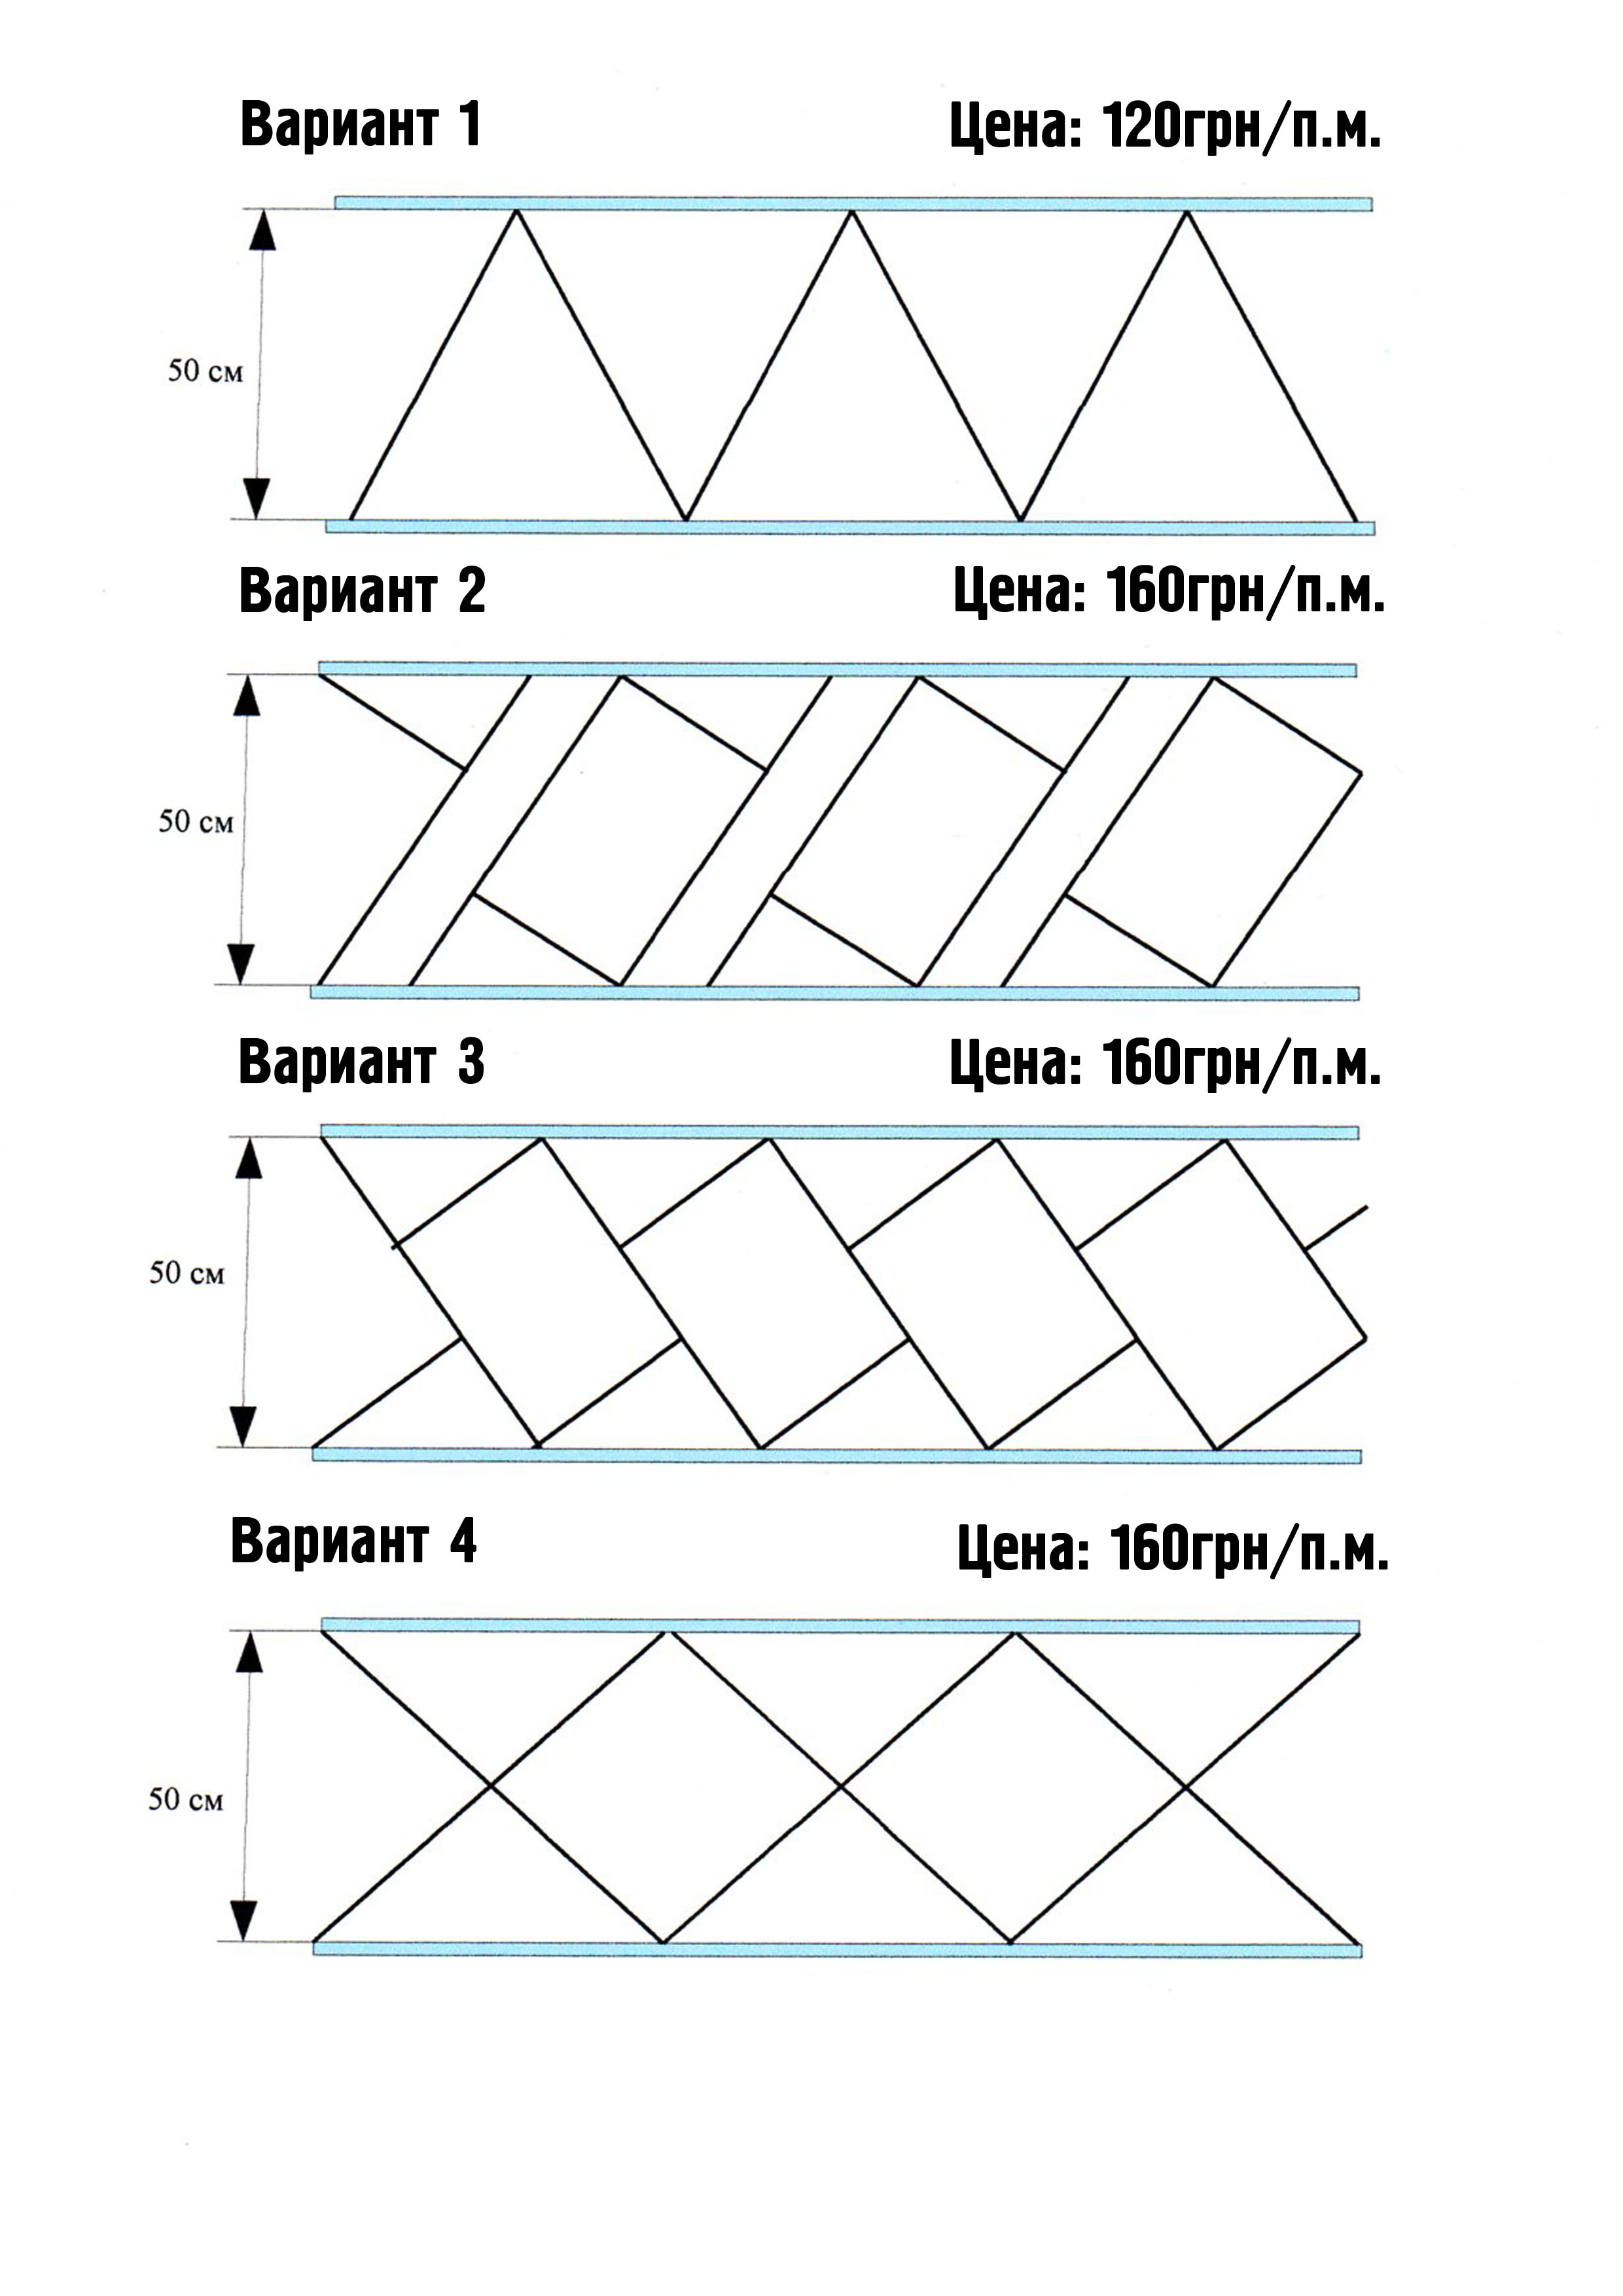 Вариант 1 Цена: 120грн/п.м.
50 см
Вариант 2 Цена: 160грн/п.м.
50 см
Вариант 3 Цена: 160грн/п.м.
50 см
Вариант 4 Цена: 160грн/п.м.
50 см